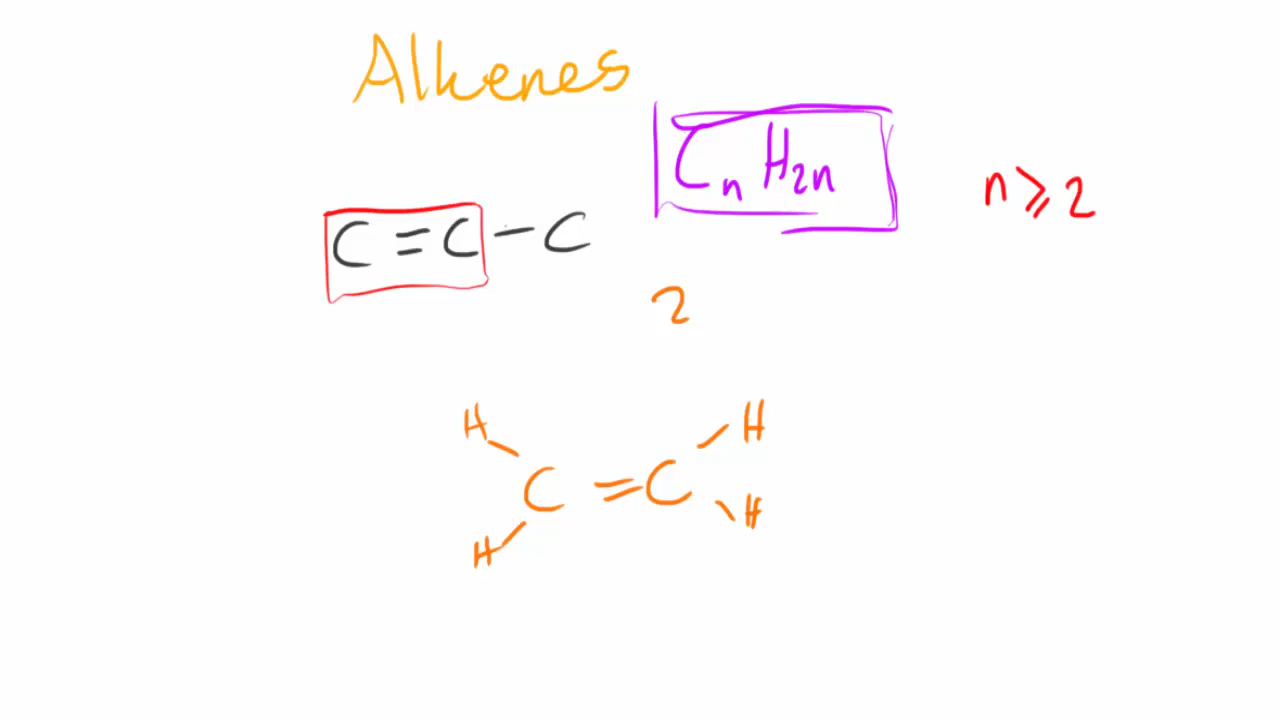 Alkenes
CₙH₂ₙ
n ⩾ 2
C = C − C
2
H H
C = C
H H